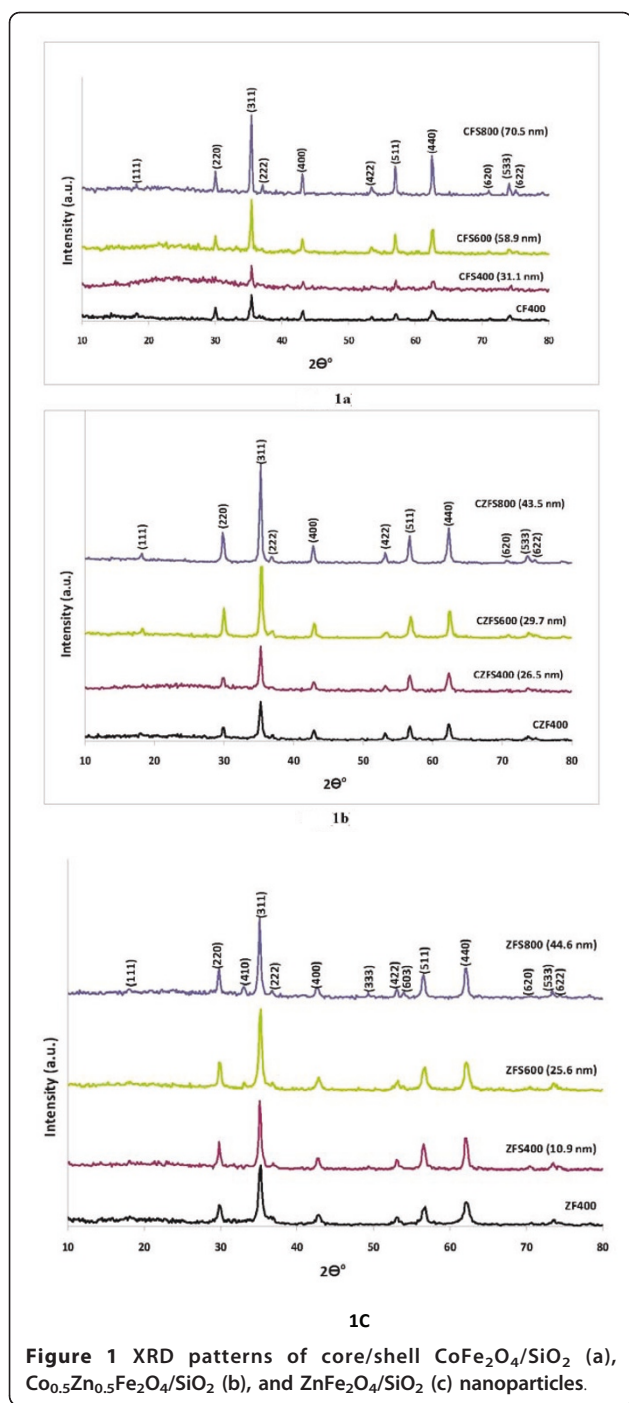 (111)
(220)
(311)
(222)
(400)
(422)
(511)
(440)
(620)
(533)
(622)
CFS800 (70.5 nm)
CFS600 (58.9 nm)
CFS400 (31.1 nm)
CF400
Intensity (a.u.)
10 20 30 40 50 60 70 80
2Θ°
1a)
(111)
(220)
(311)
(222)
(400)
(422)
(511)
(440)
(620)
(533)
(622)
CZFS800 (43.5 nm)
CZFS600 (29.7 nm)
CZFS400 (26.5 nm)
CZF400
Intensity (a.u.)
10 20 30 40 50 60 70 80
2Θ°
1b
(111)
(220)
(410)
(311)
(222)
(400)
(333)
(422)
(603)
(511)
(440)
(620)
(533)
(622)
ZFS800 (44.6 nm)
ZFS600 (25.6 nm)
ZFS400 (10.9 nm)
ZF400
Intensity (a.u.)
10 20 30 40 50 60 70 80
2Θ°
1C
Figure 1 XRD patterns of core/shell CoFe₂O₄/SiO₂ (a),
Co₀.₅Zn₀.₅Fe₂O₄/SiO₂ (b), and ZnFe₂O₄/SiO₂ (c) nanoparticles.